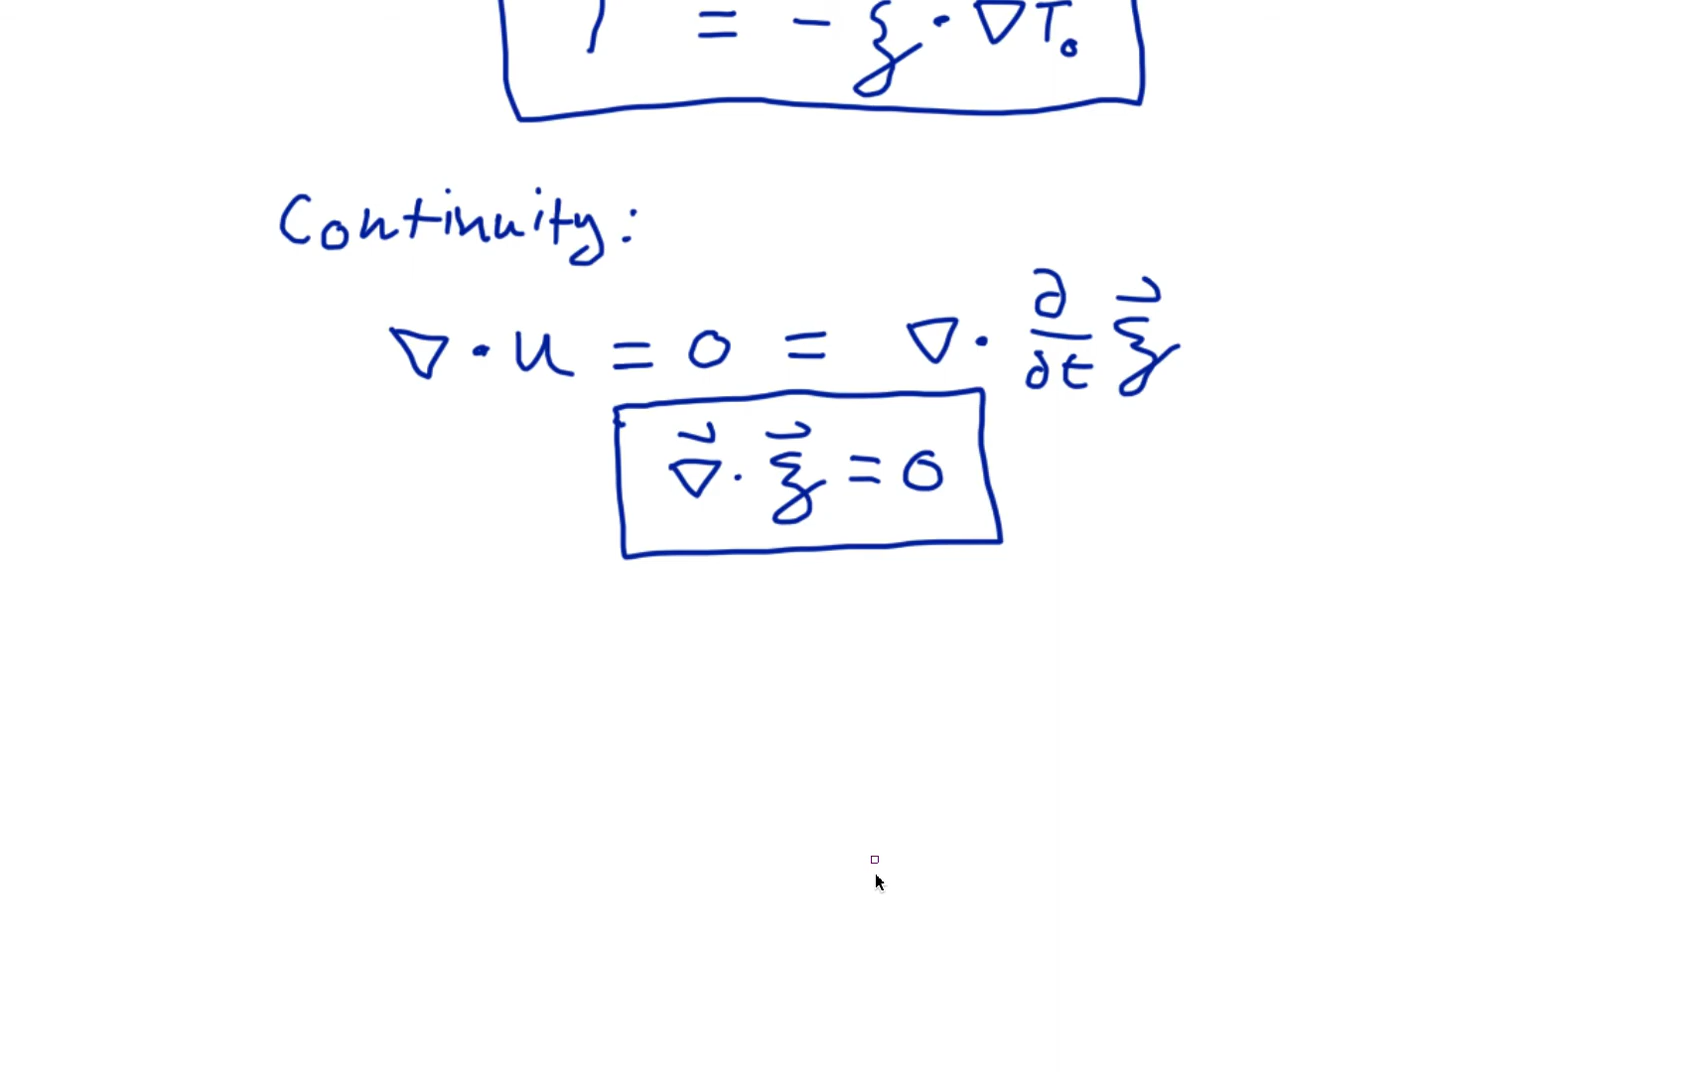 = - ξ · ∇T₀
Continuity:
∇ · u = 0 = ∇ · ∂/∂t ξ⃗
∇⃗ · ξ⃗ = 0